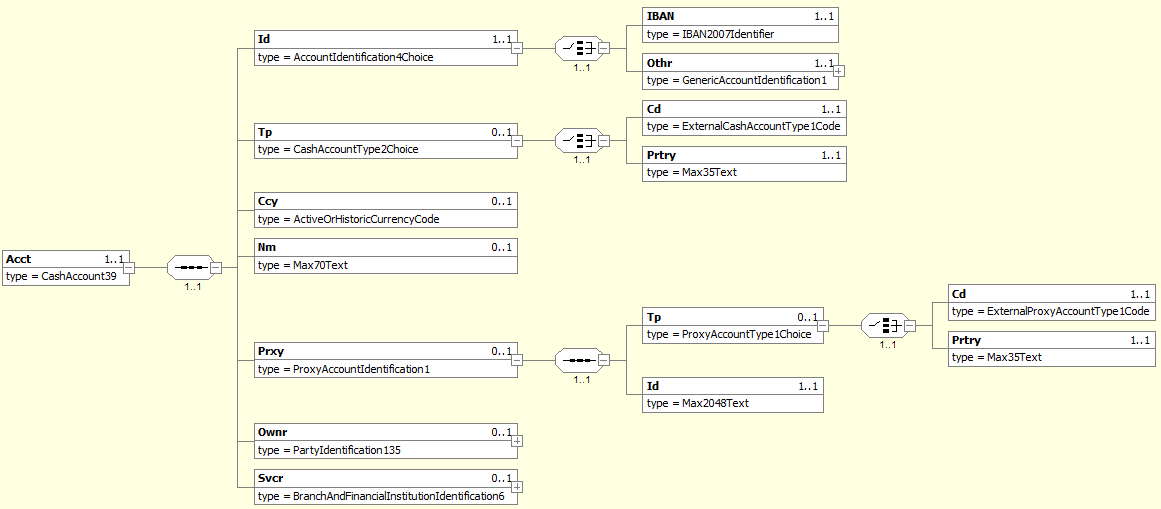 IBAN 1..1
type = IBAN2007Identifier
Id 1..1
type = AccountIdentification4Choice
1..1
Othr 1..1
type = GenericAccountIdentification1
Cd 1..1
type = ExternalCashAccountType1Code
Tp 0..1
type = CashAccountType2Choice
1..1
Prtry 1..1
type = Max35Text
Ccy 0..1
type = ActiveOrHistoricCurrencyCode
Nm 0..1
type = Max70Text
Acct 1..1
type = CashAccount39
1..1
Cd 1..1
type = ExternalProxyAccountType1Code
Tp 0..1
type = ProxyAccountType1Choice
1..1
Prtry 1..1
type = Max35Text
Prxy 0..1
type = ProxyAccountIdentification1
1..1
Id 1..1
type = Max2048Text
Ownr 0..1
type = PartyIdentification135
Svcr 0..1
type = BranchAndFinancialInstitutionIdentification6